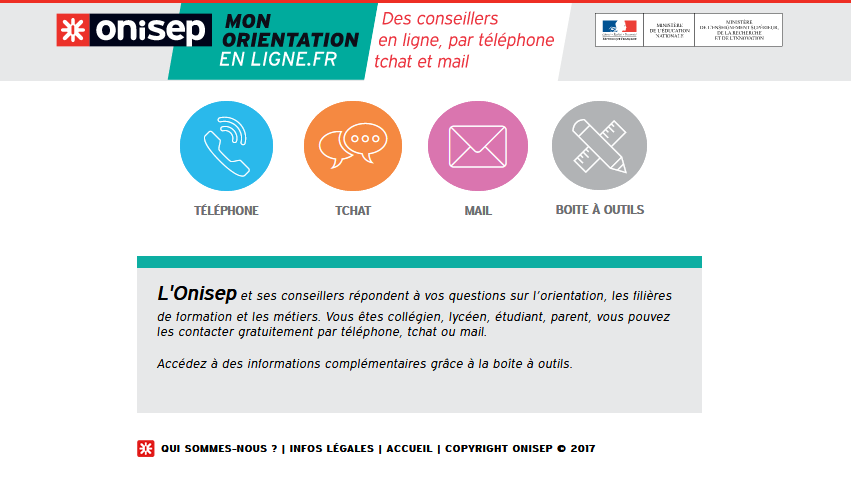 onisep
MON
ORIENTATION
EN LIGNE.FR
Des conseillers
en ligne, par téléphone
tchat et mail
MINISTÈRE
DE L'ÉDUCATION
NATIONALE
MINISTÈRE
DE L'ENSEIGNEMENT SUPÉRIEUR,
DE LA RECHERCHE
ET DE L'INNOVATION
TÉLÉPHONE
TCHAT
MAIL
BOITE À OUTILS
L'Onisep et ses conseillers répondent à vos questions sur l'orientation, les filières
de formation et les métiers. Vous êtes collégien, lycéen, étudiant, parent, vous pouvez
les contacter gratuitement par téléphone, tchat ou mail.
Accédez à des informations complémentaires grâce à la boîte à outils.
QUI SOMMES-NOUS ? | INFOS LÉGALES | ACCUEIL | COPYRIGHT ONISEP © 2017